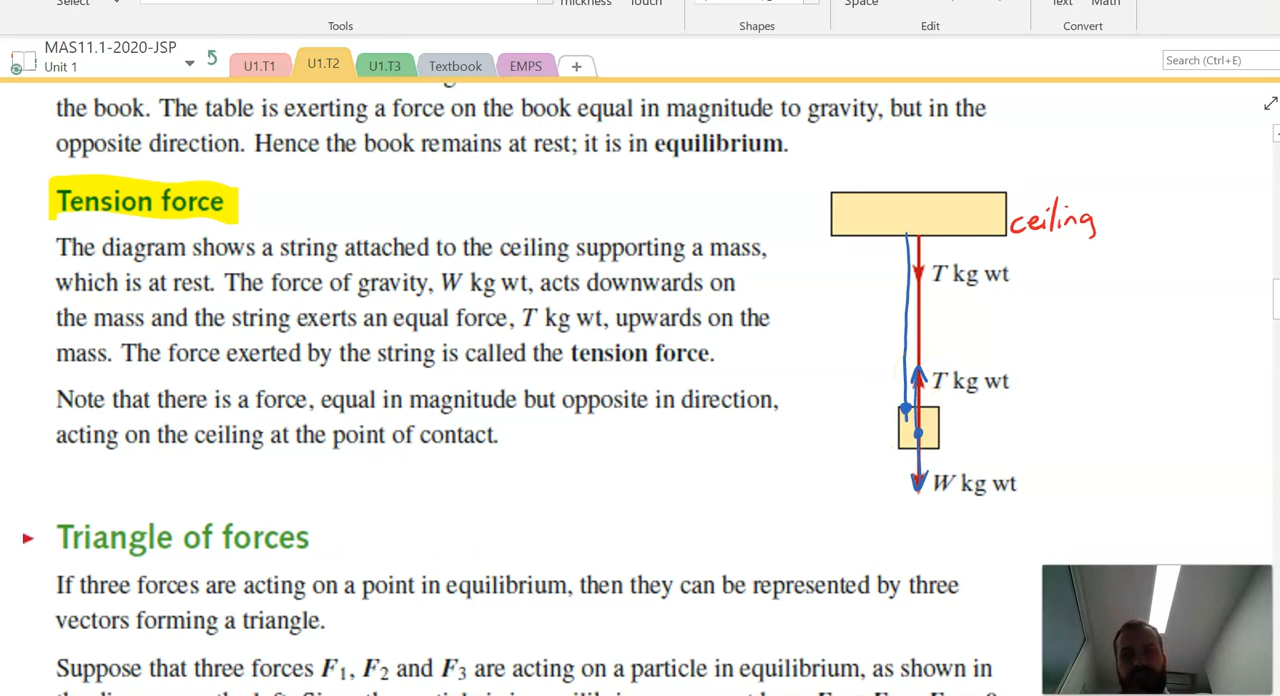 Select
Thickness
Touch
Space
Text
Math
Tools
Shapes
Edit
Convert
MAS11.1-2020-JSP
Unit 1
U1.T1
U1.T2
U1.T3
Textbook
EMPS
+
Search (Ctrl+E)
the book. The table is exerting a force on the book equal in magnitude to gravity, but in the
opposite direction. Hence the book remains at rest; it is in equilibrium.
Tension force
The diagram shows a string attached to the ceiling supporting a mass,
which is at rest. The force of gravity, W kg wt, acts downwards on
the mass and the string exerts an equal force, T kg wt, upwards on the
mass. The force exerted by the string is called the tension force.
Note that there is a force, equal in magnitude but opposite in direction,
acting on the ceiling at the point of contact.
ceiling
T kg wt
T kg wt
W kg wt
Triangle of forces
If three forces are acting on a point in equilibrium, then they can be represented by three
vectors forming a triangle.
Suppose that three forces F1, F2 and F3 are acting on a particle in equilibrium, as shown in